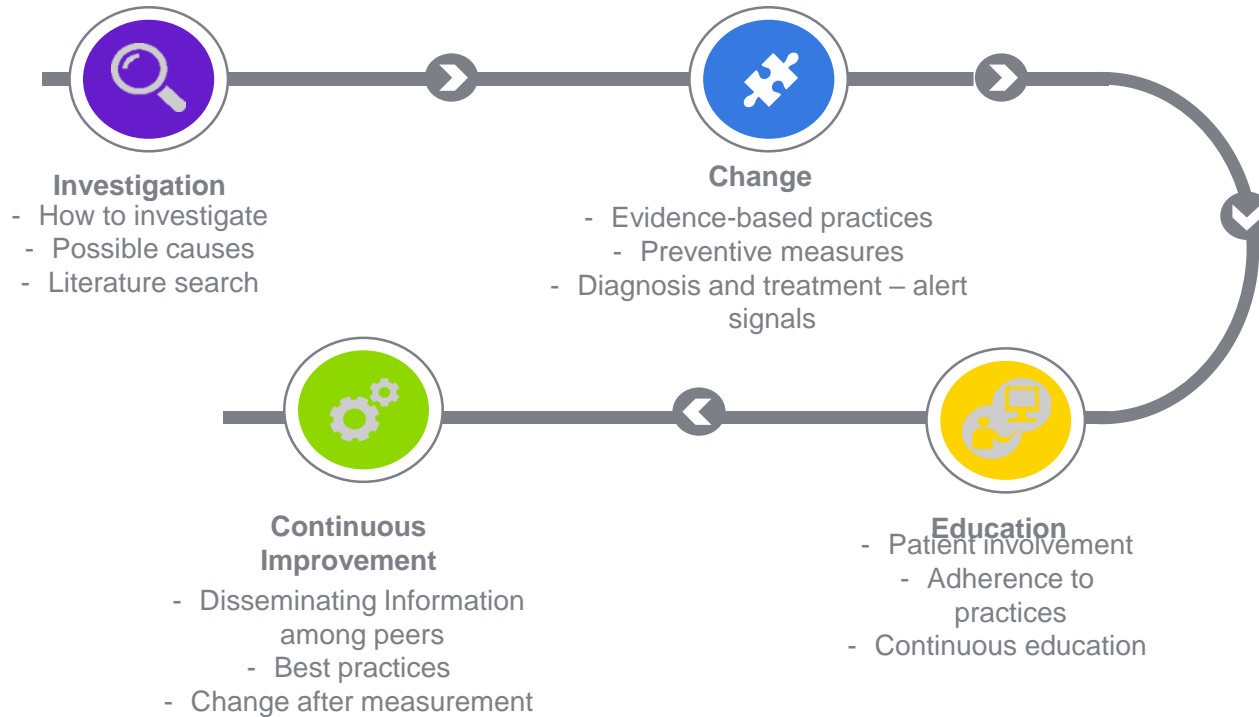 Investigation
- How to investigate
- Possible causes
- Literature search
Change
- Evidence-based practices
- Preventive measures
- Diagnosis and treatment – alert
signals
Education
- Patient involvement
- Adherence to
practices
- Continuous education
Continuous
Improvement
- Disseminating Information
among peers
- Best practices
- Change after measurement